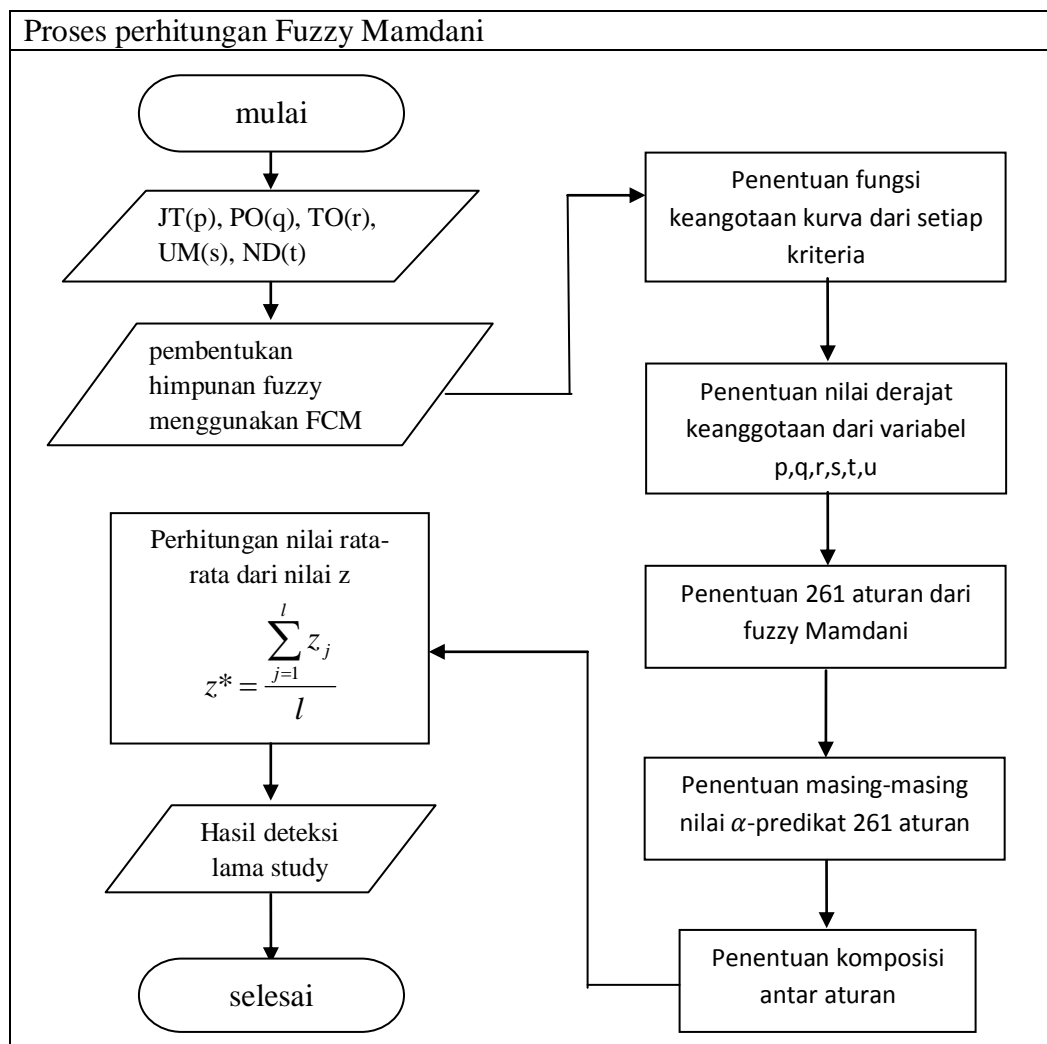 Proses perhitungan Fuzzy Mamdani
mulai
JT(p), PO(q), TO(r),
UM(s), ND(t)
pembentukan
himpunan fuzzy
menggunakan FCM
Penentuan fungsi
keangotaan kurva dari setiap
kriteria
Penentuan nilai derajat
keanggotaan dari variabel
p,q,r,s,t,u
Penentuan 261 aturan dari
fuzzy Mamdani
Penentuan masing-masing
nilai α-predikat 261 aturan
Penentuan komposisi
antar aturan
Perhitungan nilai rata-
rata dari nilai z
z* = \frac{\sum_{j=1}^{l} z_j}{l}
Hasil deteksi
lama study
selesai